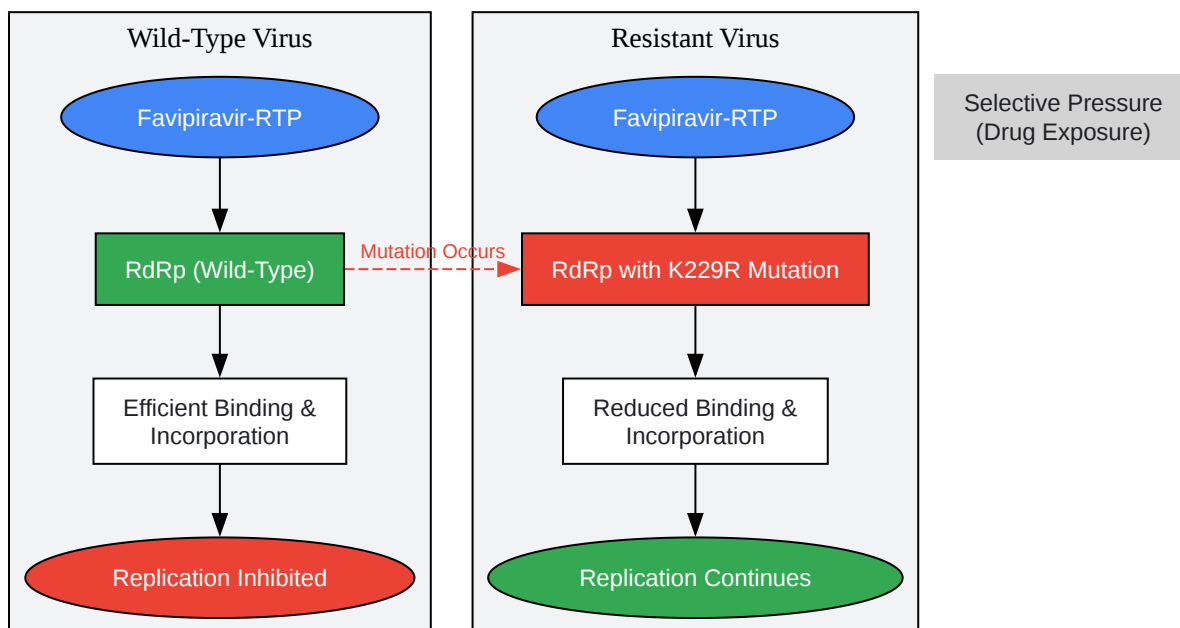 Wild-Type Virus
Favipiravir-RTP
RdRp (Wild-Type)
Efficient Binding &
Incorporation
Replication Inhibited
Mutation Occurs
Resistant Virus
Favipiravir-RTP
RdRp with K229R Mutation
Reduced Binding &
Incorporation
Replication Continues
Selective Pressure
(Drug Exposure)